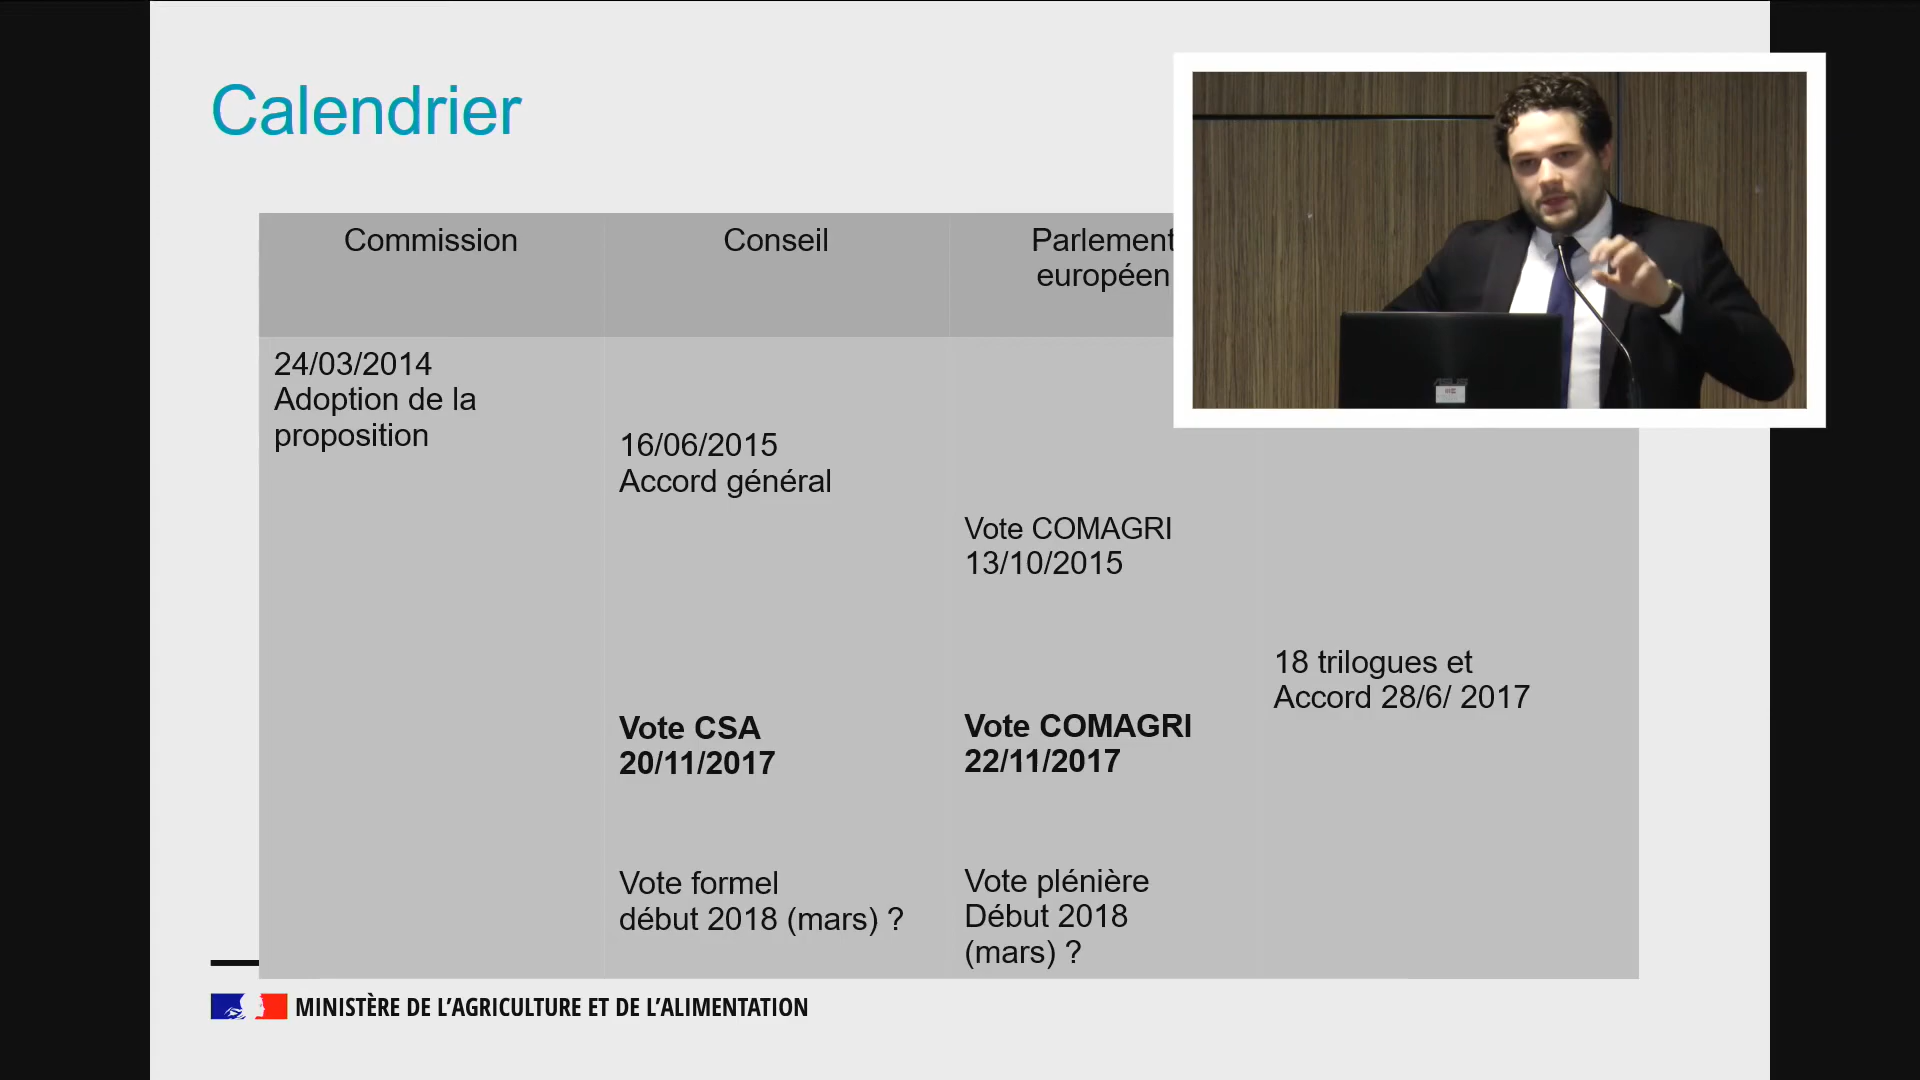 Calendrier
Commission
Conseil
Parlement
européen
24/03/2014
Adoption de la
proposition
16/06/2015
Accord général
Vote COMAGRI
13/10/2015
18 trilogues et
Accord 28/6/ 2017
Vote CSA
20/11/2017
Vote COMAGRI
22/11/2017
Vote formel
début 2018 (mars) ?
Vote plénière
Début 2018
(mars) ?
MINISTÈRE DE L’AGRICULTURE ET DE L’ALIMENTATION